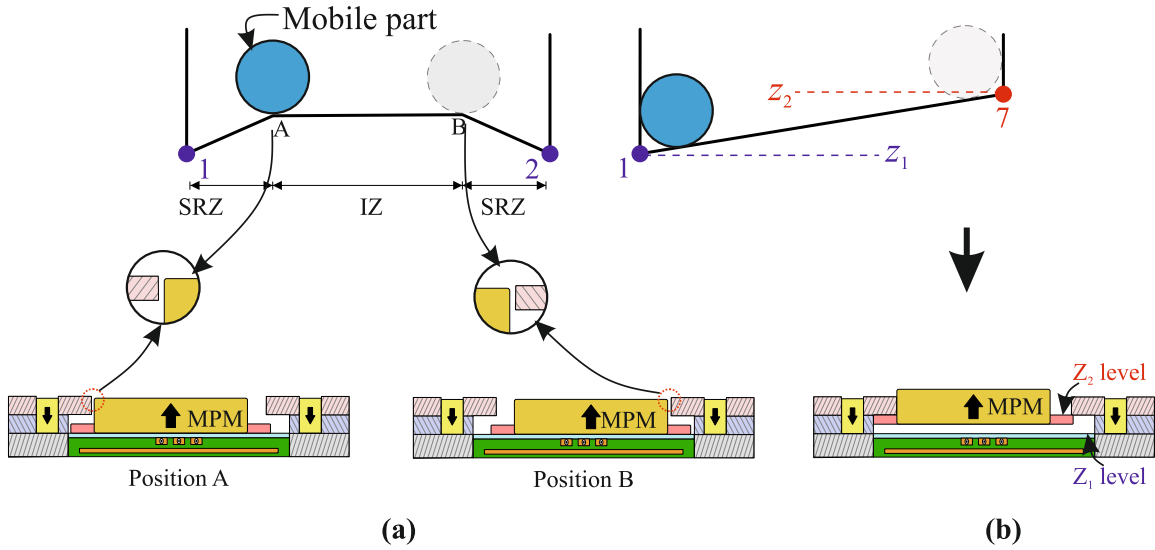 Mobile part
A
B
1
2
SRZ
IZ
SRZ
z₂
7
1
z₁
MPM
MPM
MPM
Z₂ level
Z₁ level
Position A
Position B
(a)
(b)